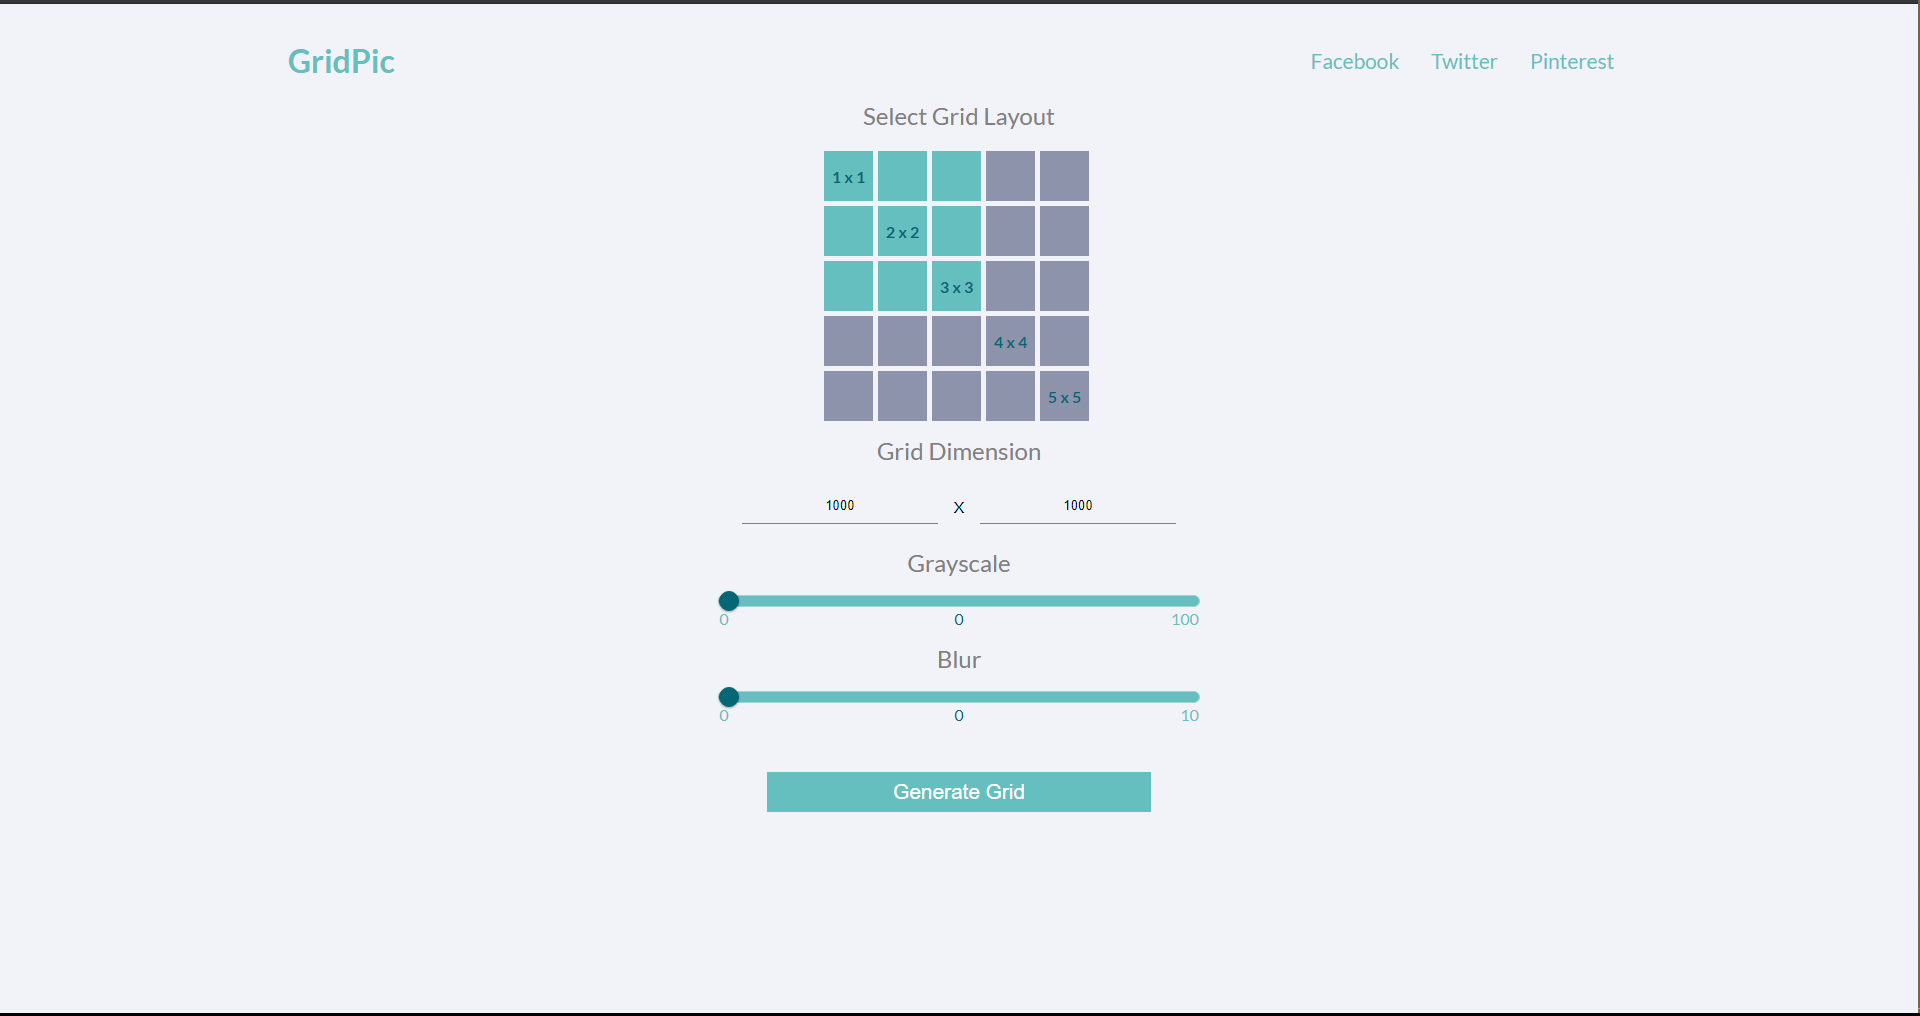 GridPic
Facebook Twitter Pinterest
Select Grid Layout
1 x 1
2 x 2
3 x 3
4 x 4
5 x 5
Grid Dimension
1000 X 1000
Grayscale
0 0 100
Blur
0 0 10
Generate Grid